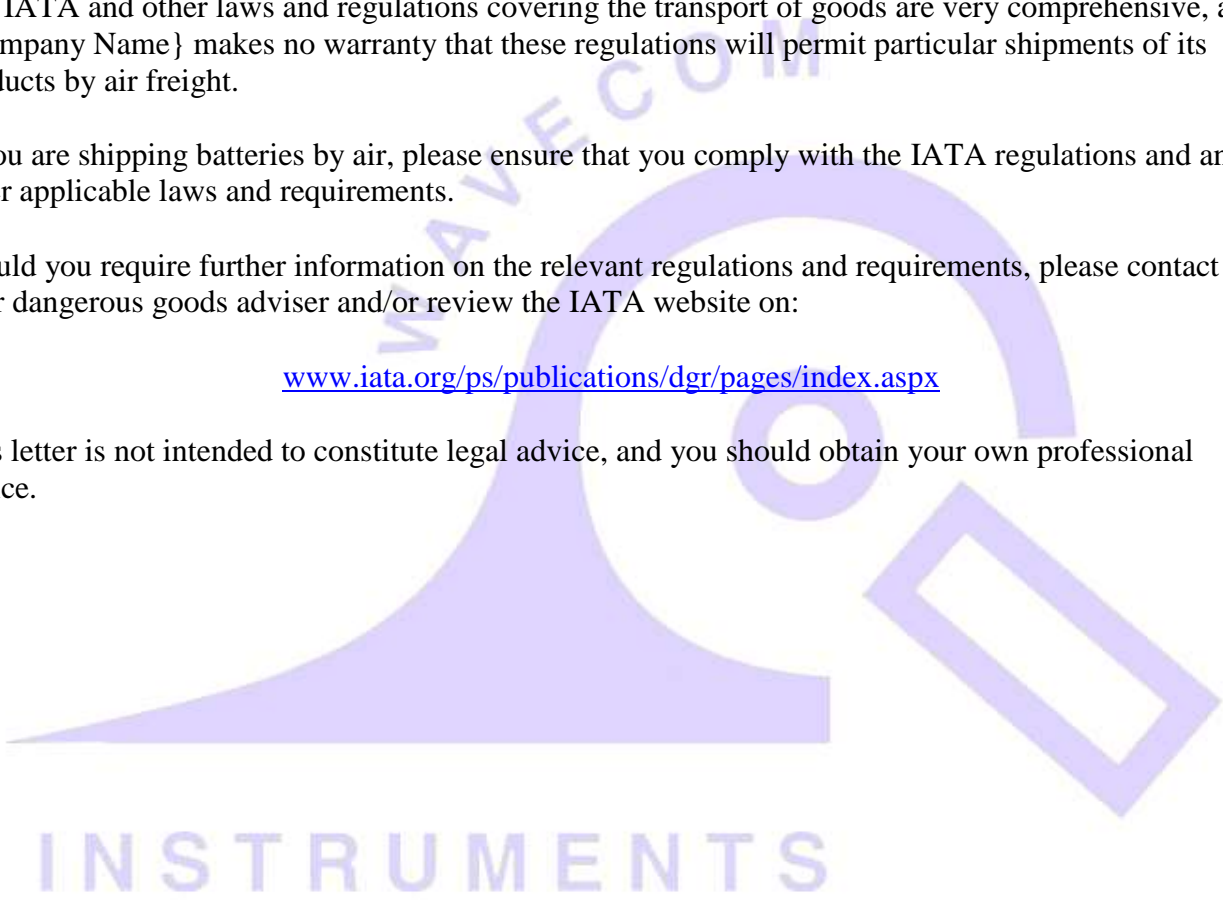 IATA and other laws and regulations covering the transport of goods are very comprehensive, a
mpany Name} makes no warranty that these regulations will permit particular shipments of its
ducts by air freight.
ou are shipping batteries by air, please ensure that you comply with the IATA regulations and an
r applicable laws and requirements.
uld you require further information on the relevant regulations and requirements, please contact
r dangerous goods adviser and/or review the IATA website on:
www.iata.org/ps/publications/dgr/pages/index.aspx
s letter is not intended to constitute legal advice, and you should obtain your own professional
ice.
WAVECOM
INSTRUMENTS